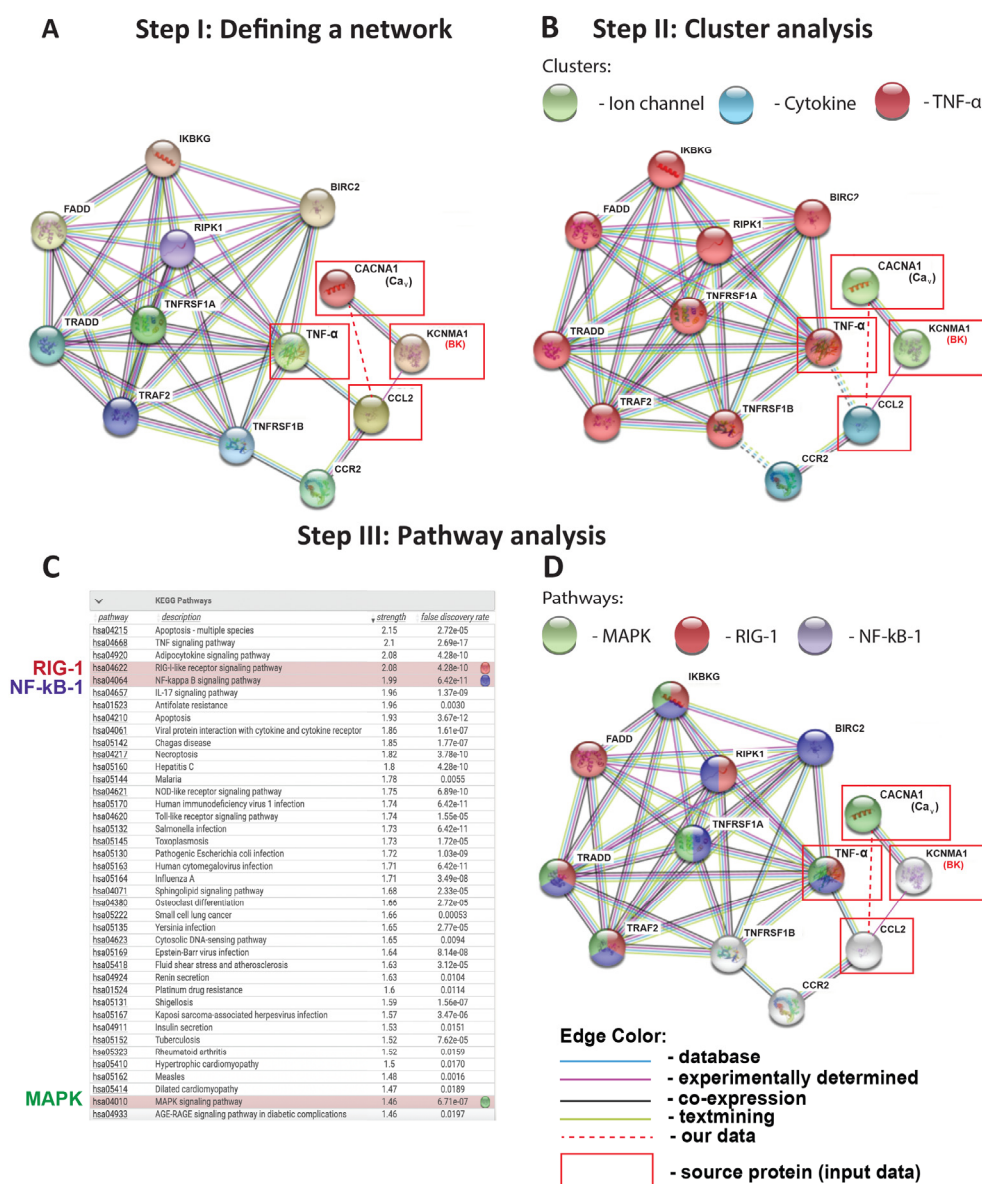 A Step I: Defining a network
IKBKG
BIRC2
FADD
RIPK1
CACNA1
(Caᵥ)
TNFRSF1A
TRADD
TNF-α
KCNMA1
(BK)
TRAF2
CCL2
TNFRSF1B
CCR2
B Step II: Cluster analysis
Clusters:
- Ion channel - Cytokine - TNF-α
IKBKG
BIRC2
FADD
RIPK1
CACNA1
(Caᵥ)
TNFRSF1A
TRADD
TNF-α
KCNMA1
(BK)
TRAF2
CCL2
TNFRSF1B
CCR2
Step III: Pathway analysis
C
KEGG Pathways
pathway description strength false discovery rate
hsa04215 Apoptosis - multiple species 2.15 2.72e-05
hsa04668 TNF signaling pathway 2.1 2.69e-17
hsa04920 Adipocytokine signaling pathway 2.08 4.28e-10
RIG-1 hsa04622 RIG-I-like receptor signaling pathway 2.08 4.28e-10
NF-kB-1 hsa04064 NF-kappa B signaling pathway 1.99 6.42e-11
hsa04657 IL-17 signaling pathway 1.96 1.37e-09
hsa01523 Antifolate resistance 1.96 0.0030
hsa04210 Apoptosis 1.93 3.67e-12
hsa04061 Viral protein interaction with cytokine and cytokine receptor 1.86 1.61e-07
hsa05142 Chagas disease 1.85 1.77e-07
hsa04217 Necroptosis 1.82 3.78e-10
hsa05160 Hepatitis C 1.8 4.28e-10
hsa05144 Malaria 1.78 0.0055
hsa04621 NOD-like receptor signaling pathway 1.75 6.89e-10
hsa05170 Human immunodeficiency virus 1 infection 1.74 6.42e-11
hsa04620 Toll-like receptor signaling pathway 1.74 1.55e-05
hsa05132 Salmonella infection 1.73 6.42e-11
hsa05145 Toxoplasmosis 1.73 1.72e-05
hsa05130 Pathogenic Escherichia coli infection 1.72 1.03e-09
hsa05163 Human cytomegalovirus infection 1.71 6.42e-11
hsa05164 Influenza A 1.71 3.49e-08
hsa04071 Sphingolipid signaling pathway 1.68 2.33e-05
hsa04380 Osteoclast differentiation 1.66 2.72e-05
hsa05222 Small cell lung cancer 1.66 0.00053
hsa05135 Yersinia infection 1.65 2.77e-05
hsa04623 Cytosolic DNA-sensing pathway 1.65 0.0094
hsa05169 Epstein-Barr virus infection 1.64 8.14e-08
hsa05418 Fluid shear stress and atherosclerosis 1.63 3.12e-05
hsa04924 Renin secretion 1.63 0.0104
hsa01524 Platinum drug resistance 1.6 0.0114
hsa05131 Shigellosis 1.59 1.56e-07
hsa05167 Kaposi sarcoma-associated herpesvirus infection 1.57 3.47e-06
hsa04911 Insulin secretion 1.53 0.0151
hsa05152 Tuberculosis 1.52 7.62e-05
hsa05323 Rheumatoid arthritis 1.52 0.0159
hsa05410 Hypertrophic cardiomyopathy 1.5 0.0170
hsa05162 Measles 1.48 0.0016
hsa05414 Dilated cardiomyopathy 1.47 0.0189
MAPK hsa04010 MAPK signaling pathway 1.46 6.71e-07
hsa04933 AGE-RAGE signaling pathway in diabetic complications 1.46 0.0197
D
Pathways:
- MAPK - RIG-1 - NF-kB-1
IKBKG
BIRC2
FADD
RIPK1
CACNA1
(Caᵥ)
TNFRSF1A
TRADD
TNF-α
KCNMA1
(BK)
TRAF2
TNFRSF1B
CCL2
CCR2
Edge Color:
- database
- experimentally determined
- co-expression
- textmining
- our data
- source protein (input data)